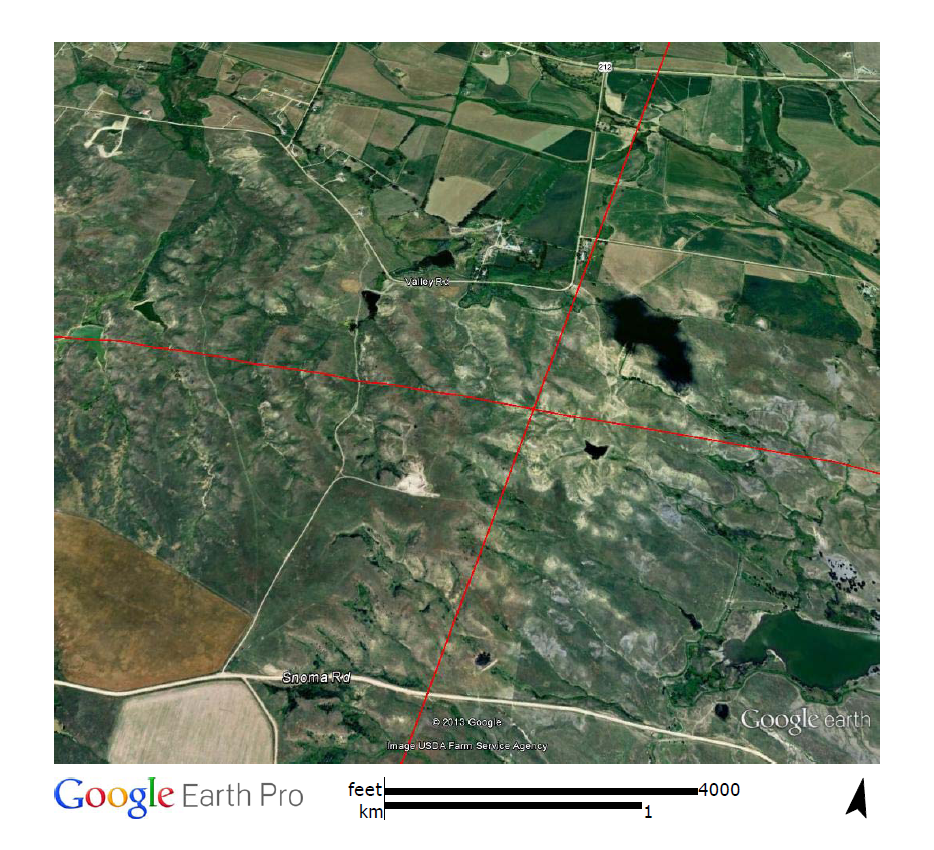 212
Valley Rd
Snoma Rd
© 2013 Google
Image USDA Farm Service Agency
Google earth
Google Earth Pro
feet 4000
km 1